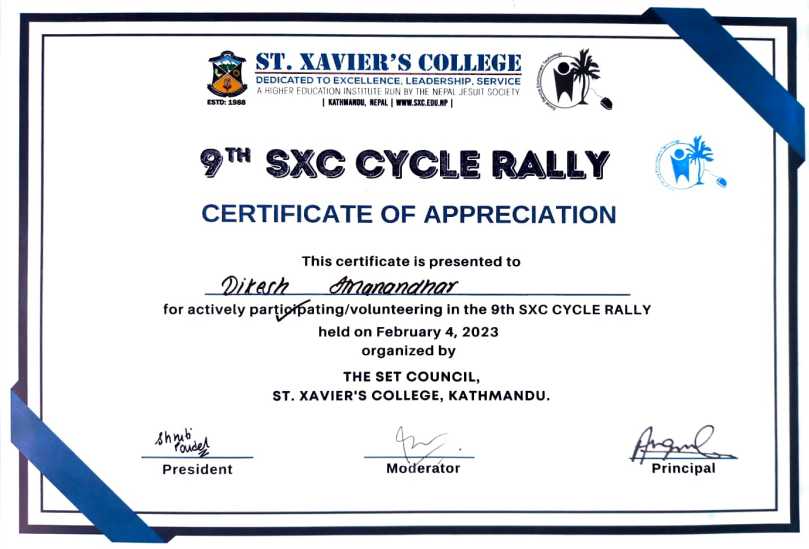 ST. XAVIER'S COLLEGE
DEDICATED TO EXCELLENCE, LEADERSHIP, SERVICE
A HIGHER EDUCATION INSTITUTE RUN BY THE NEPAL JESUIT SOCIETY
| KATHMANDU, NEPAL | WWW.SXC.EDU.NP |
ESTD: 1988
9TH SXC CYCLE RALLY
CERTIFICATE OF APPRECIATION
This certificate is presented to
Dikesh Amanandhar
for actively participating/volunteering in the 9th SXC CYCLE RALLY
held on February 4, 2023
organized by
THE SET COUNCIL,
ST. XAVIER'S COLLEGE, KATHMANDU.
President
Moderator
Principal